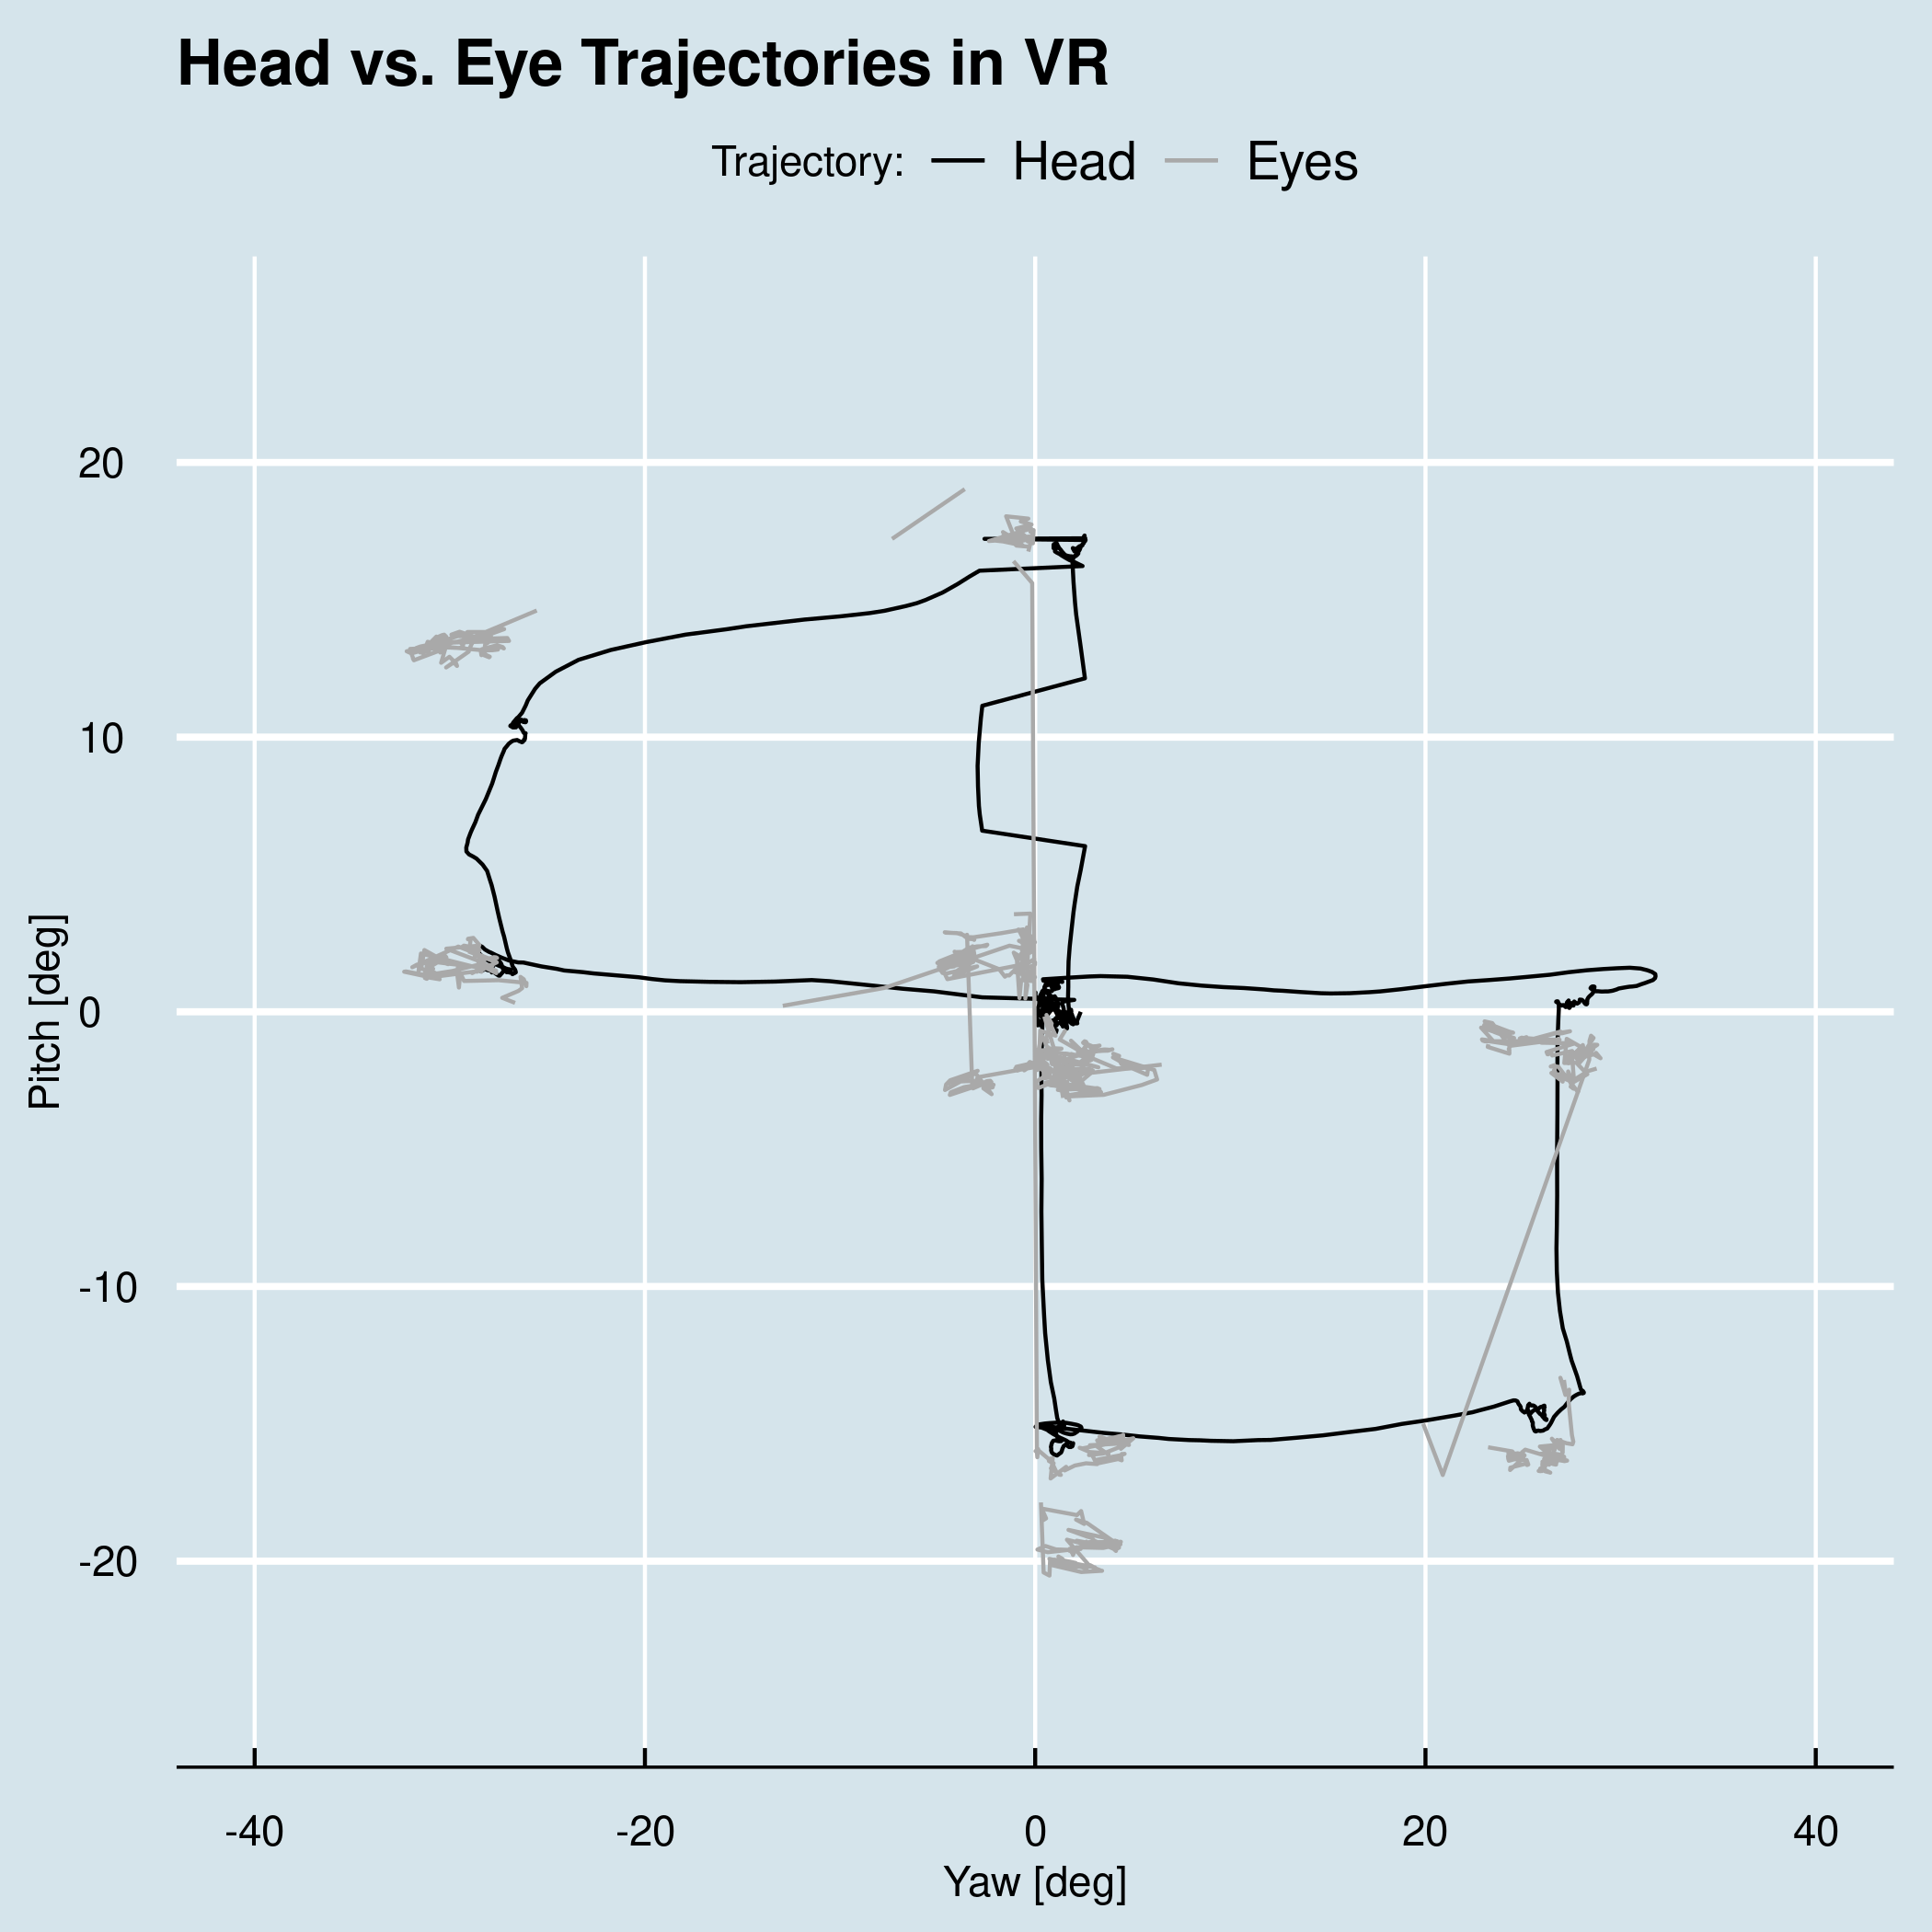 Head vs. Eye Trajectories in VR
Trajectory: Head Eyes
20
10
0
-10
-20
Pitch [deg]
-40 -20 0 20 40
Yaw [deg]